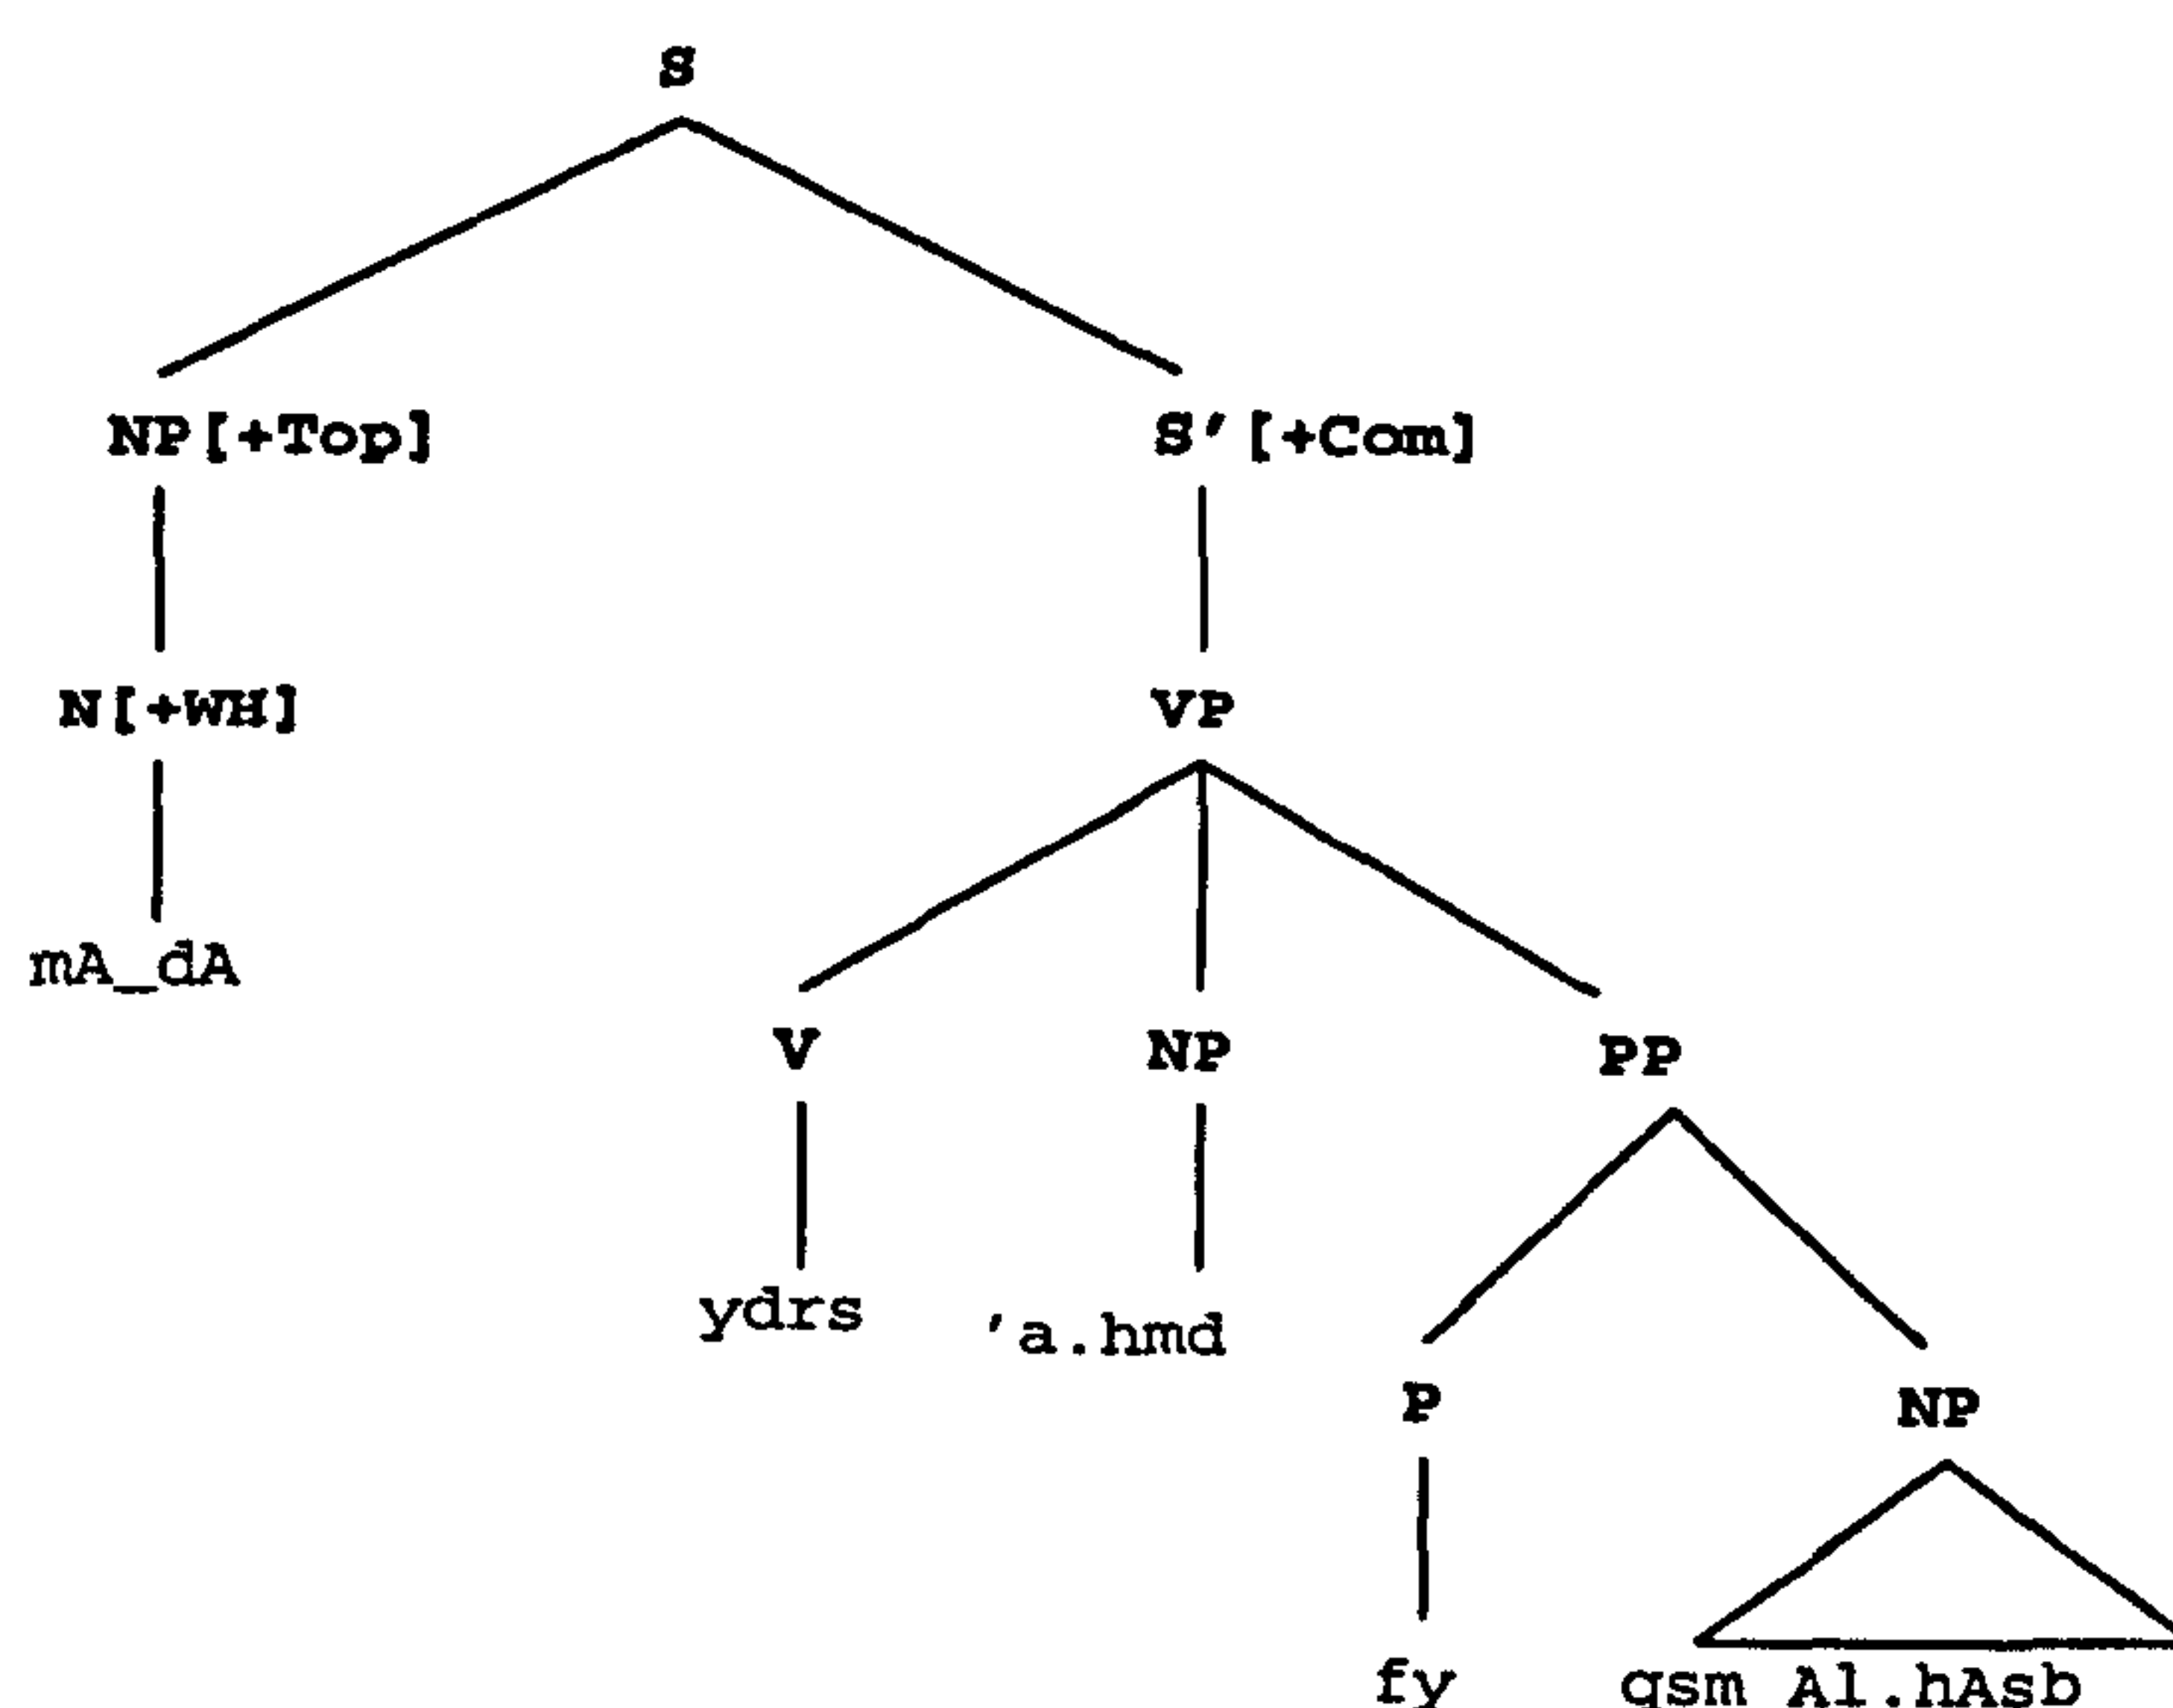 S
NP[+Top] S'[+Com]
N[+WH] VP
mA_dA
V NP PP
ydrs 'a.hmd
P NP
fy qsm Al.hAsb